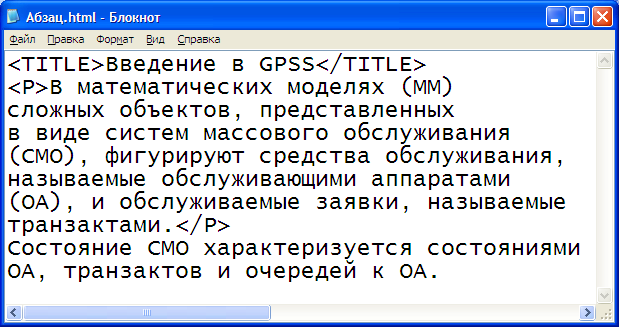 Абзац.html - Блокнот
Файл Правка Формат Вид Справка
<TITLE>Введение в GPSS</TITLE>
<P>В математических моделях (ММ)
сложных объектов, представленных
в виде систем массового обслуживания
(СМО), фигурируют средства обслуживания,
называемые обслуживающими аппаратами
(ОА), и обслуживаемые заявки, называемые
транзактами.</P>
Состояние СМО характеризуется состояниями
ОА, транзактов и очередей к ОА.